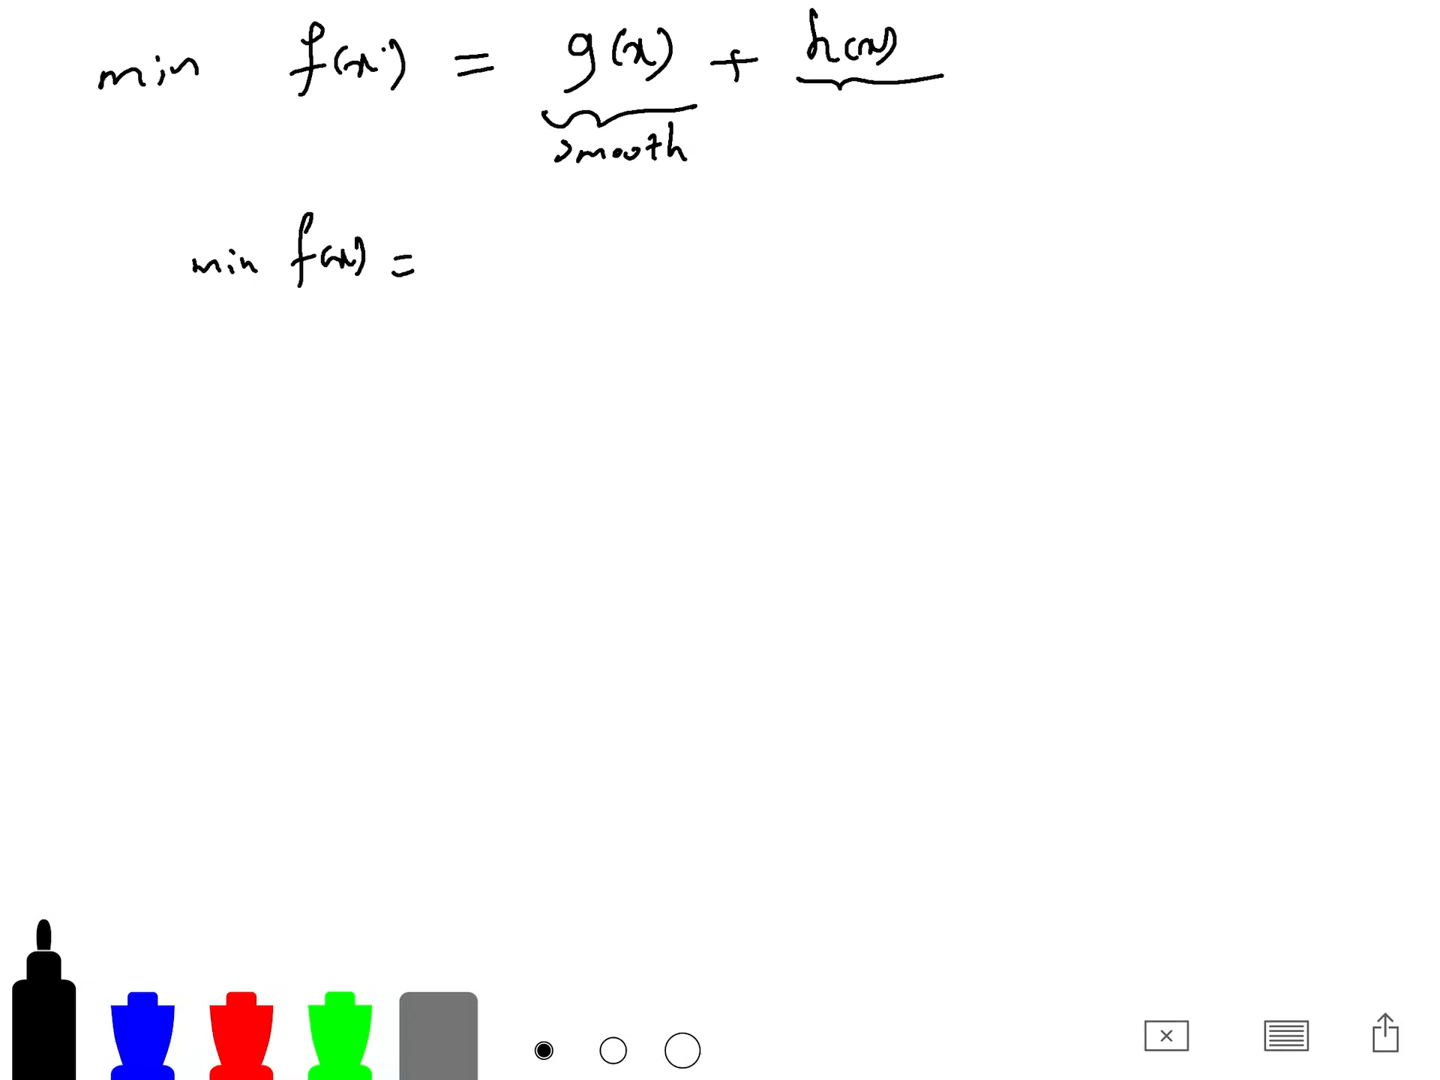 min f(x) = g(x) + h(x)
smooth
min f(x) =